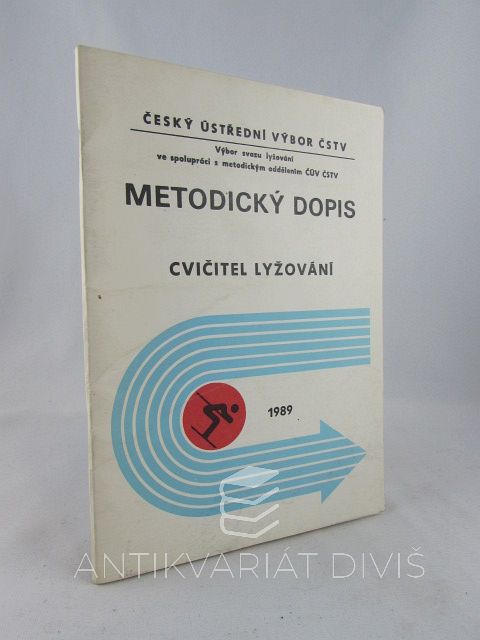 ČESKÝ ÚSTŘEDNÍ VÝBOR ČSTV
Výbor svazu lyžování
ve spolupráci s metodickým oddělením ČÚV ČSTV
METODICKÝ DOPIS
CVIČITEL LYŽOVÁNÍ
1989
ANTIKVARIÁT DIVIŠ